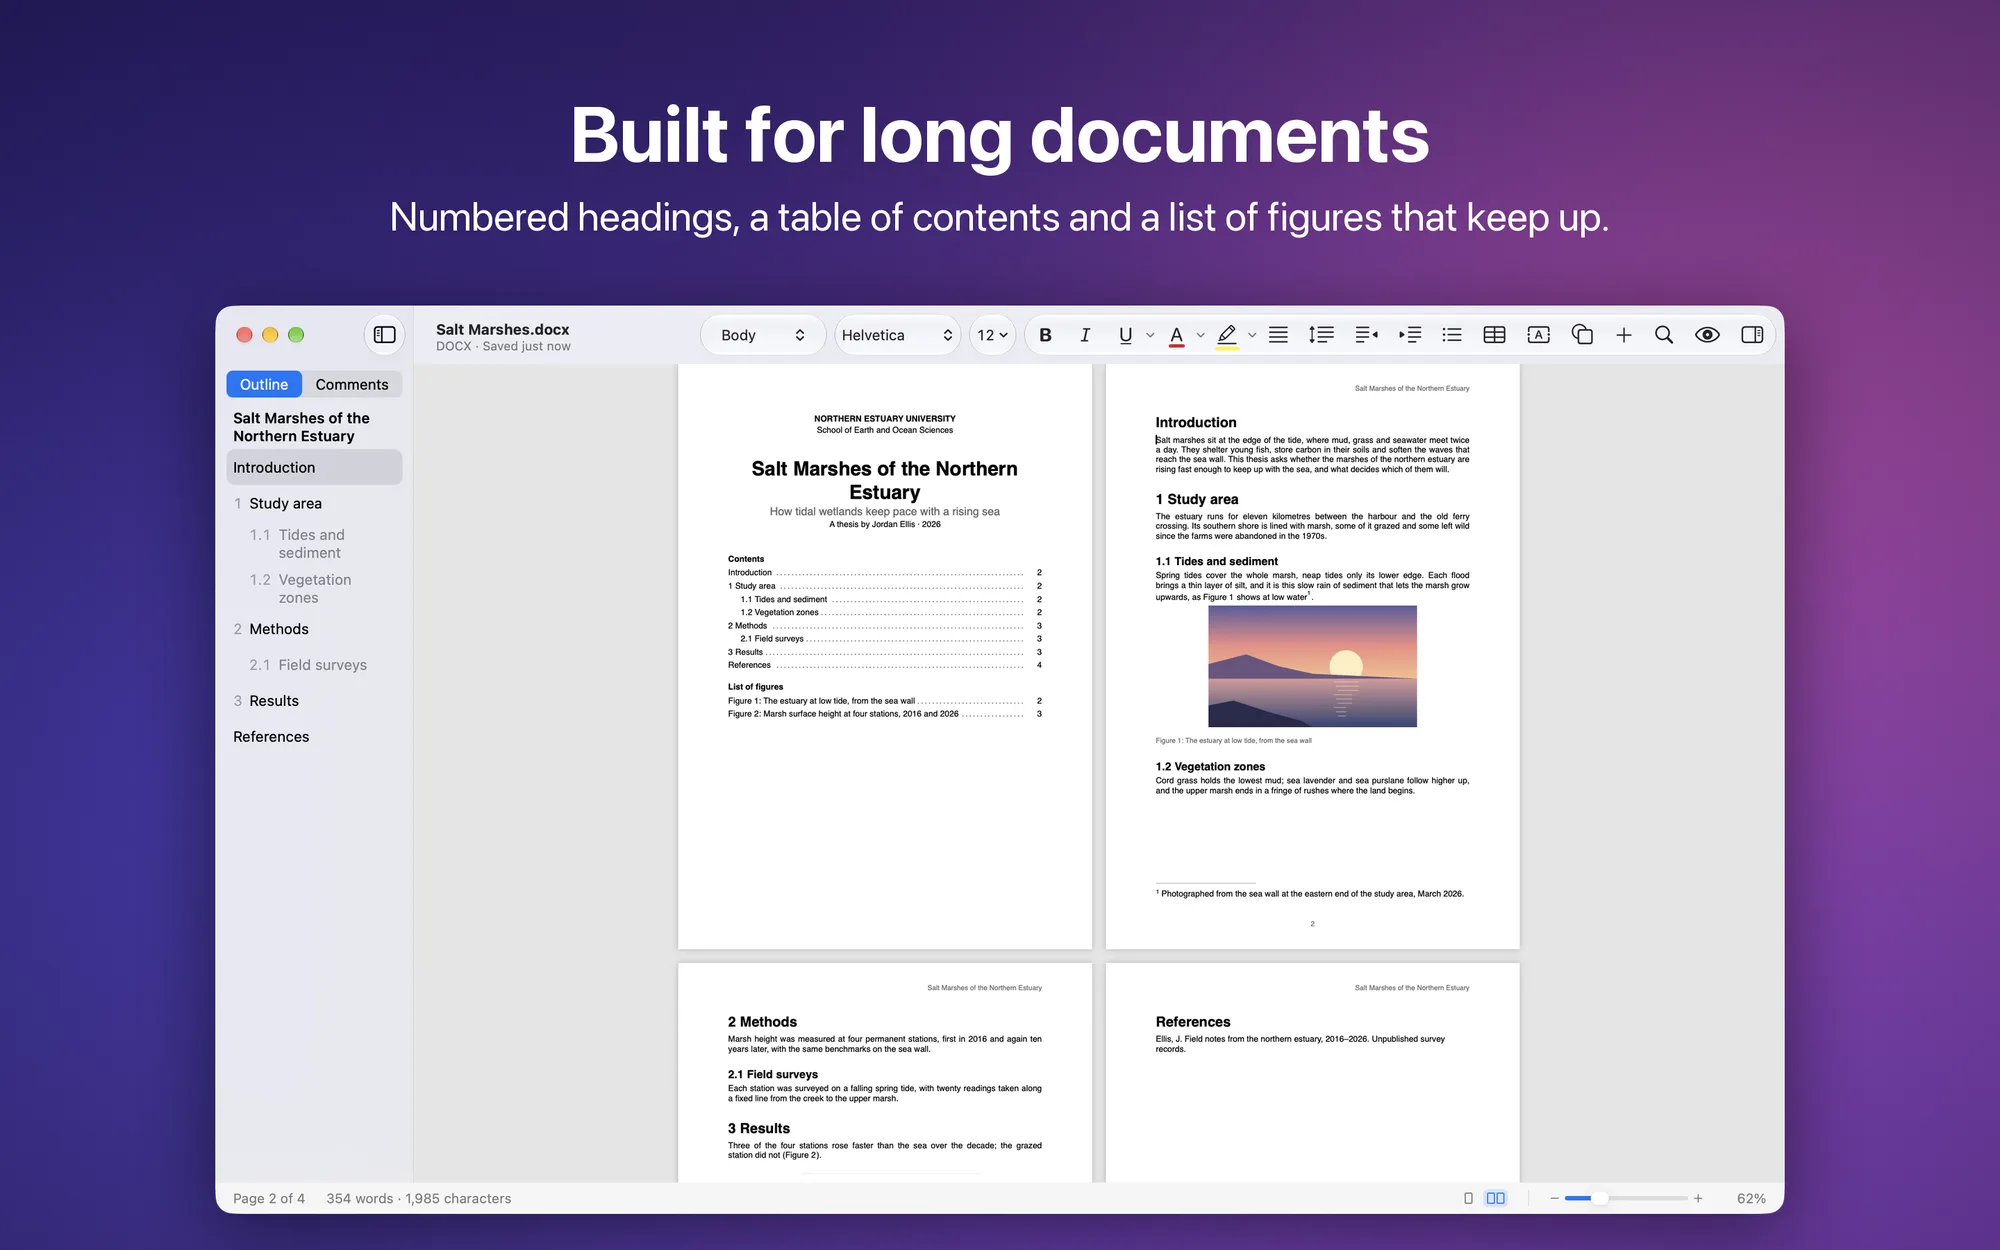 Built for long documents
Numbered headings, a table of contents and a list of figures that keep up.
Salt Marshes.docx
DOCX · Saved just now
Body
Helvetica
12
B
I
U
A
A
Outline
Comments
Salt Marshes of the
Northern Estuary
Introduction
1 Study area
1.1 Tides and
sediment
1.2 Vegetation
zones
2 Methods
2.1 Field surveys
3 Results
References
NORTHERN ESTUARY UNIVERSITY
School of Earth and Ocean Sciences
Salt Marshes of the Northern
Estuary
How tidal wetlands keep pace with a rising sea
A thesis by Jordan Ellis · 2026
Contents
Introduction ........ 2
1 Study area ........ 2
1.1 Tides and sediment ........ 2
1.2 Vegetation zones ........ 2
2 Methods ........ 3
2.1 Field surveys ........ 3
3 Results ........ 3
References ........ 4
List of figures
Figure 1: The estuary at low tide, from the sea wall ........ 2
Figure 2: Marsh surface height at four stations, 2016 and 2026 ........ 3
Salt Marshes of the Northern Estuary
Introduction
Salt marshes sit at the edge of the tide, where mud, grass and seawater meet twice
a day. They shelter young fish, store carbon in their soils and soften the waves that
reach the sea wall. This thesis asks whether the marshes of the northern estuary are
rising fast enough to keep up with the sea, and what decides which of them will.
1 Study area
The estuary runs for eleven kilometres between the harbour and the old ferry
crossing. Its southern shore is lined with marsh, some of it grazed and some left wild
since the farms were abandoned in the 1970s.
1.1 Tides and sediment
Spring tides cover the whole marsh, neap tides only its lower edge. Each flood
brings a thin layer of silt, and it is this slow rain of sediment that lets the marsh grow
upwards, as Figure 1 shows at low water¹.
Figure 1: The estuary at low tide, from the sea wall
1.2 Vegetation zones
Cord grass holds the lowest mud; sea lavender and sea purslane follow higher up,
and the upper marsh ends in a fringe of rushes where the land begins.
¹ Photographed from the sea wall at the eastern end of the study area, March 2026.
2
Salt Marshes of the Northern Estuary
2 Methods
Marsh height was measured at four permanent stations, first in 2016 and again ten
years later, with the same benchmarks on the sea wall.
2.1 Field surveys
Each station was surveyed on a falling spring tide, with twenty readings taken along
a fixed line from the creek to the upper marsh.
3 Results
Three of the four stations rose faster than the sea over the decade; the grazed
station did not (Figure 2).
Salt Marshes of the Northern Estuary
References
Ellis, J. Field notes from the northern estuary, 2016–2026. Unpublished survey
records.
Page 2 of 4
354 words · 1,985 characters
62%